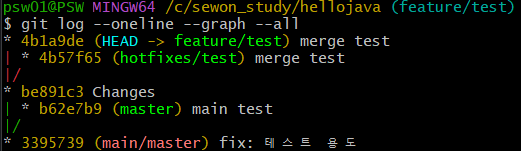 psw01@PSW MINGW64 /c/sewon_study/hellojava (feature/test)
$ git log --oneline --graph --all
* 4b1a9de (HEAD -> feature/test) merge test
| * 4b57f65 (hotfixes/test) merge test
|/
* be891c3 Changes
| * b62e7b9 (master) main test
|/
* 3395739 (main/master) fix: 테스트 용도